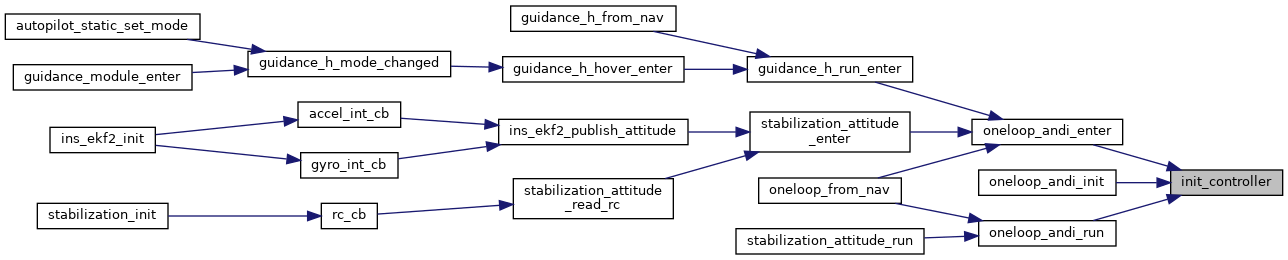 autopilot_static_set_mode
guidance_module_enter
guidance_h_mode_changed
guidance_h_from_nav
guidance_h_hover_enter
guidance_h_run_enter
ins_ekf2_init
accel_int_cb
gyro_int_cb
ins_ekf2_publish_attitude
stabilization_attitude
_enter
oneloop_andi_enter
stabilization_init
rc_cb
stabilization_attitude
_read_rc
oneloop_from_nav
oneloop_andi_init
init_controller
stabilization_attitude_run
oneloop_andi_run